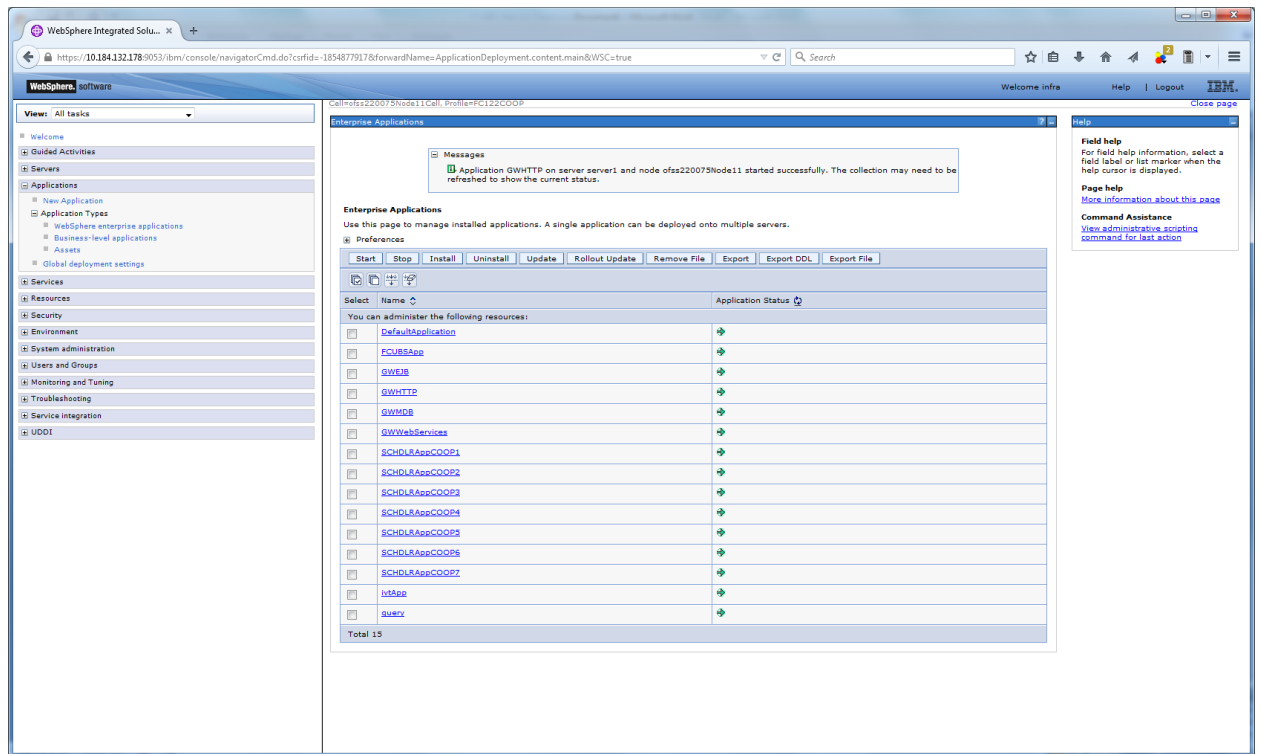 WebSphere Integrated Solu... ×
https://10.184.132.178:9053/ibm/console/navigatorCmd.do?csrfid=-1854877917&forwardName=ApplicationDeployment.content.main&WSC=true
Search
2
WebSphere. software
Welcome infra
Help | Logout
IBM.
View: All tasks
Welcome
Guided Activities
Servers
Applications
New Application
Application Types
WebSphere enterprise applications
Business-level applications
Assets
Global deployment settings
Services
Resources
Security
Environment
System administration
Users and Groups
Monitoring and Tuning
Troubleshooting
Service integration
UDDI
Cell=ofss220075Node11Cell, Profile=FC122COOP
Close page
Enterprise Applications
Messages
Application GWHTTP on server server1 and node ofss220075Node11 started successfully. The collection may need to be
refreshed to show the current status.
Enterprise Applications
Use this page to manage installed applications. A single application can be deployed onto multiple servers.
Preferences
Start Stop Install Uninstall Update Rollout Update Remove File Export Export DDL Export File
Select Name Application Status
You can administer the following resources:
DefaultApplication
FCUBSApp
GWEJB
GWHTTP
GWMDB
GWWebServices
SCHDLRAppCOOP1
SCHDLRAppCOOP2
SCHDLRAppCOOP3
SCHDLRAppCOOP4
SCHDLRAppCOOP5
SCHDLRAppCOOP6
SCHDLRAppCOOP7
ivtApp
query
Total 15
Help
Field help
For field help information, select a
field label or list marker when the
help cursor is displayed.
Page help
More information about this page
Command Assistance
View administrative scripting
command for last action